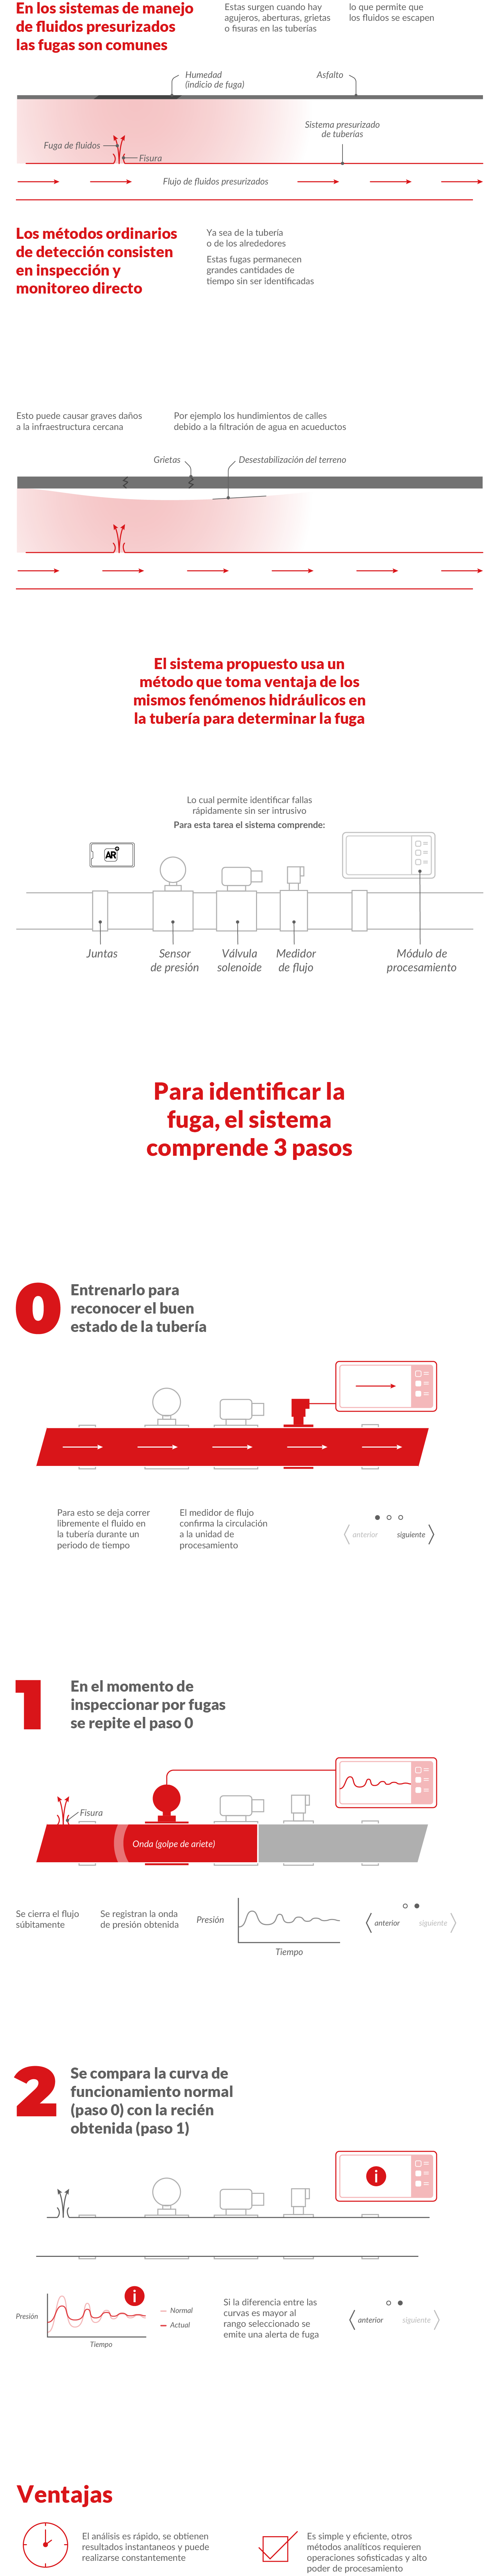 En los sistemas de manejo
de fluidos presurizados
las fugas son comunes
Estas surgen cuando hay
agujeros, aberturas, grietas
o fisuras en las tuberías
lo que permite que
los fluidos se escapen
Humedad
(indicio de fuga)
Asfalto
Sistema presurizado
de tuberías
Fuga de fluidos
Fisura
Flujo de fluidos presurizados
Los métodos ordinarios
de detección consisten
en inspección y
monitoreo directo
Ya sea de la tubería
o de los alrededores
Estas fugas permanecen
grandes cantidades de
tiempo sin ser identificadas
Esto puede causar graves daños
a la infraestructura cercana
Por ejemplo los hundimientos de calles
debido a la filtración de agua en acueductos
Grietas
Desestabilización del terreno
El sistema propuesto usa un
método que toma ventaja de los
mismos fenómenos hidráulicos en
la tubería para determinar la fuga
Lo cual permite identificar fallas
rápidamente sin ser intrusivo
Para esta tarea el sistema comprende:
AR
Juntas
Sensor
de presión
Válvula
solenoide
Medidor
de flujo
Módulo de
procesamiento
Para identificar la
fuga, el sistema
comprende 3 pasos
0
Entrenarlo para
reconocer el buen
estado de la tubería
Para esto se deja correr
libremente el fluido en
la tubería durante un
periodo de tiempo
El medidor de flujo
confirma la circulación
a la unidad de
procesamiento
anterior
siguiente
1
En el momento de
inspeccionar por fugas
se repite el paso 0
Fisura
Onda (golpe de ariete)
Se cierra el flujo
súbitamente
Se registran la onda
de presión obtenida
Presión
Tiempo
anterior
siguiente
2
Se compara la curva de
funcionamiento normal
(paso 0) con la recién
obtenida (paso 1)
i
Presión
i
Normal
Actual
Tiempo
Si la diferencia entre las
curvas es mayor al
rango seleccionado se
emite una alerta de fuga
anterior
siguiente
Ventajas
El análisis es rápido, se obtienen
resultados instantaneos y puede
realizarse constantemente
Es simple y eficiente, otros
métodos analíticos requieren
operaciones sofisticadas y alto
poder de procesamiento